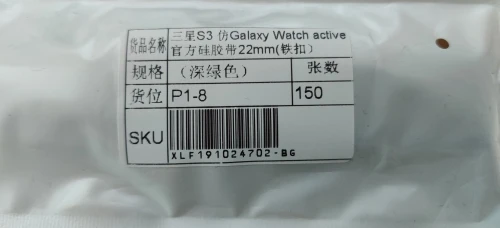 货品名称 三星S3 仿Galaxy Watch active
官方硅胶带22mm(铁扣)
规格 (深绿色) 张数
货位 P1-8 150
SKU
XLF191024702-BG